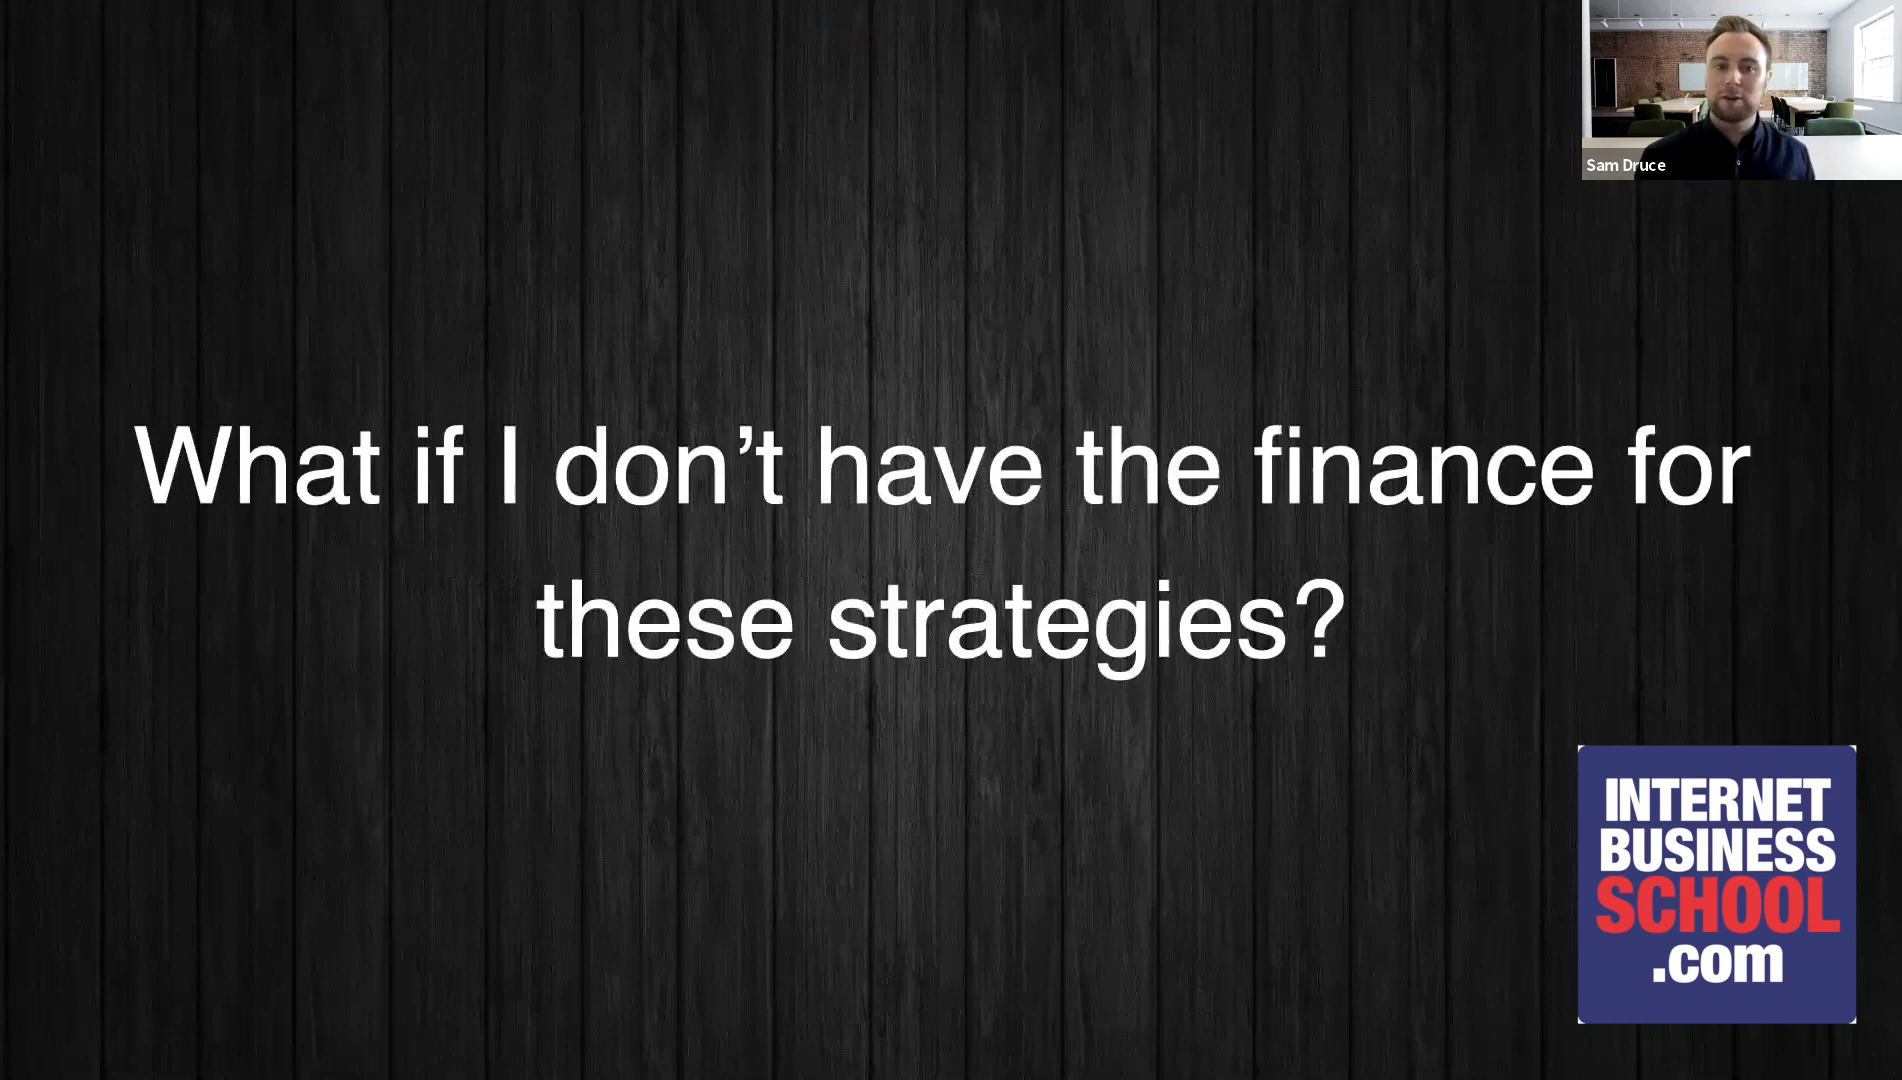 Sam Druce
What if I don’t have the finance for
these strategies?
INTERNET
BUSINESS
SCHOOL
.com